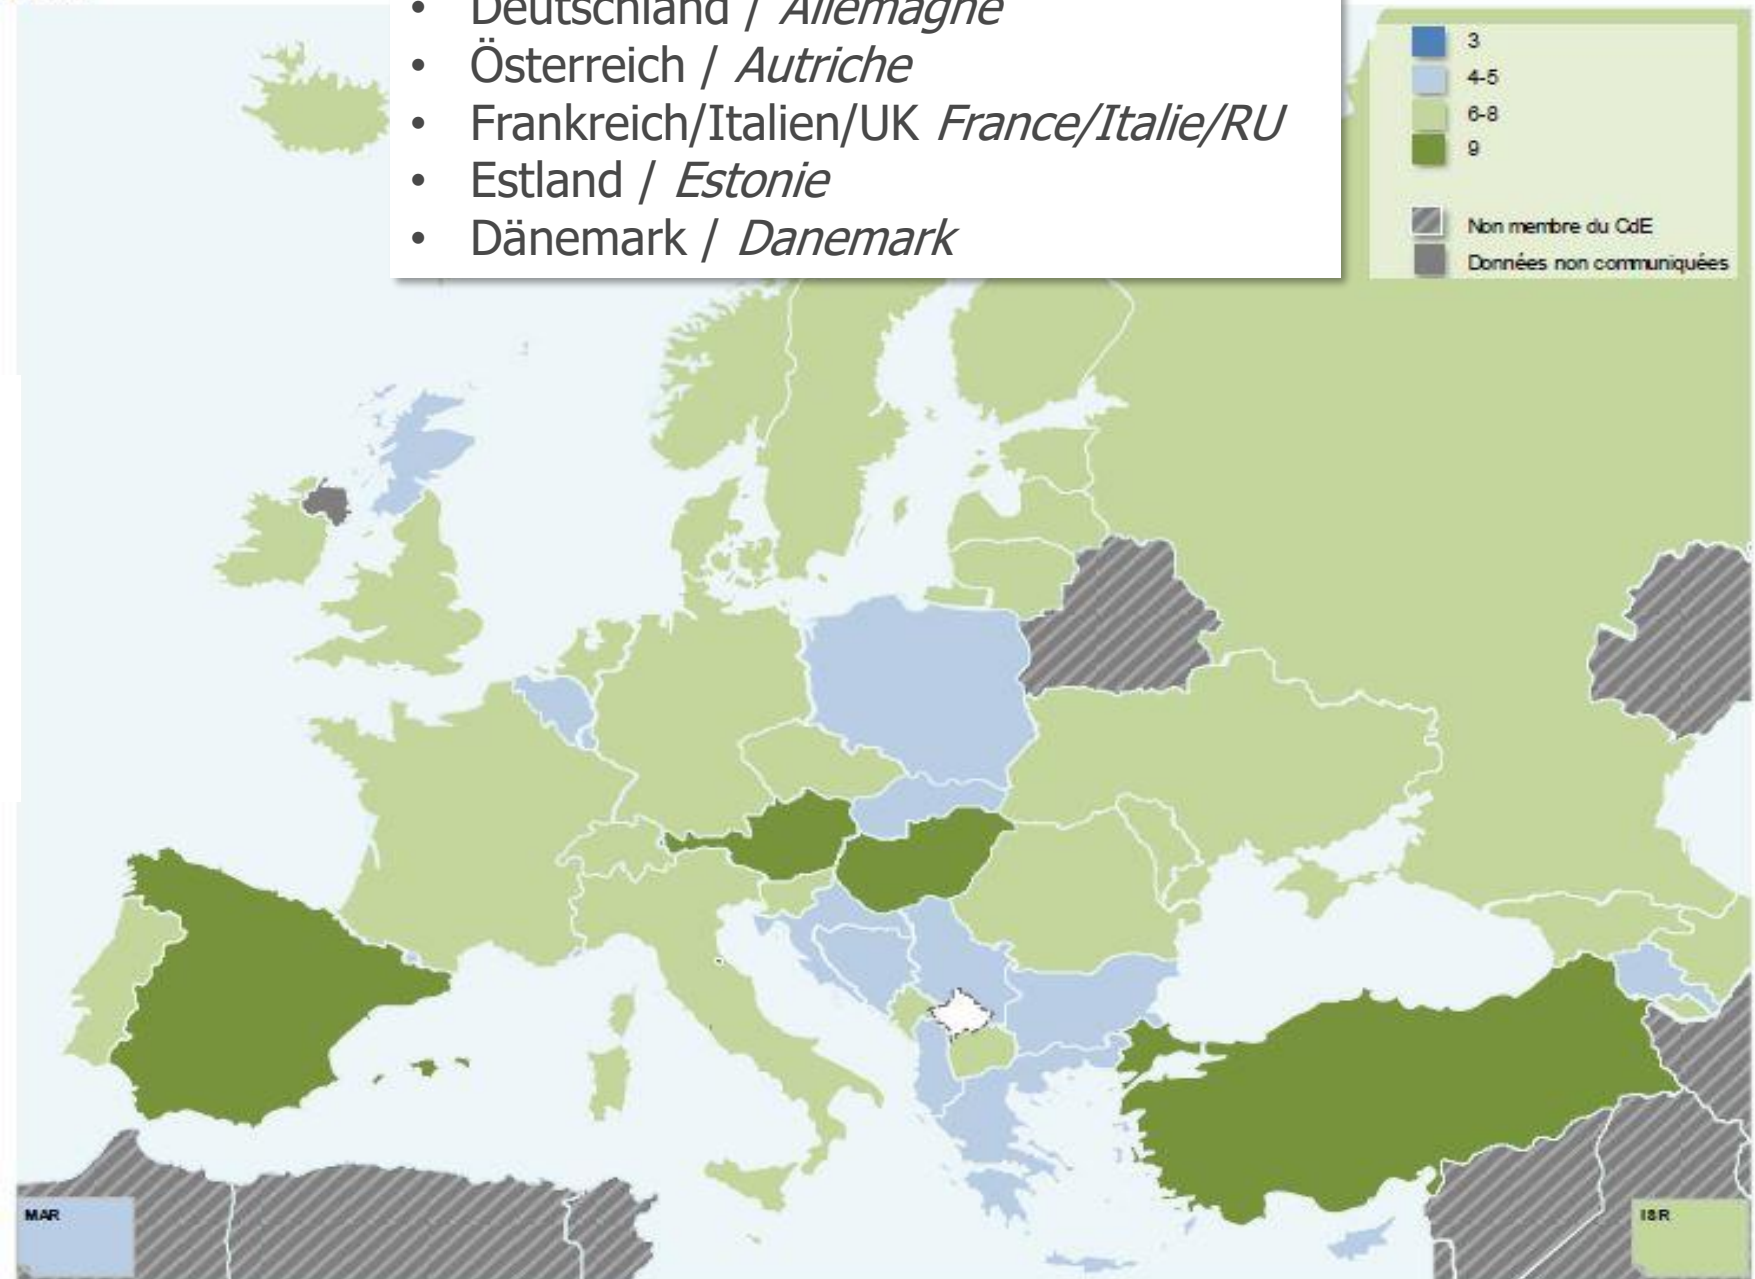 • Deutschland / Allemagne
• Österreich / Autriche
• Frankreich/Italien/UK France/Italie/RU
• Estland / Estonie
• Dänemark / Danemark
3
4-5
6-8
9
Non membre du CdE
Données non communiquées
MAR
ISR